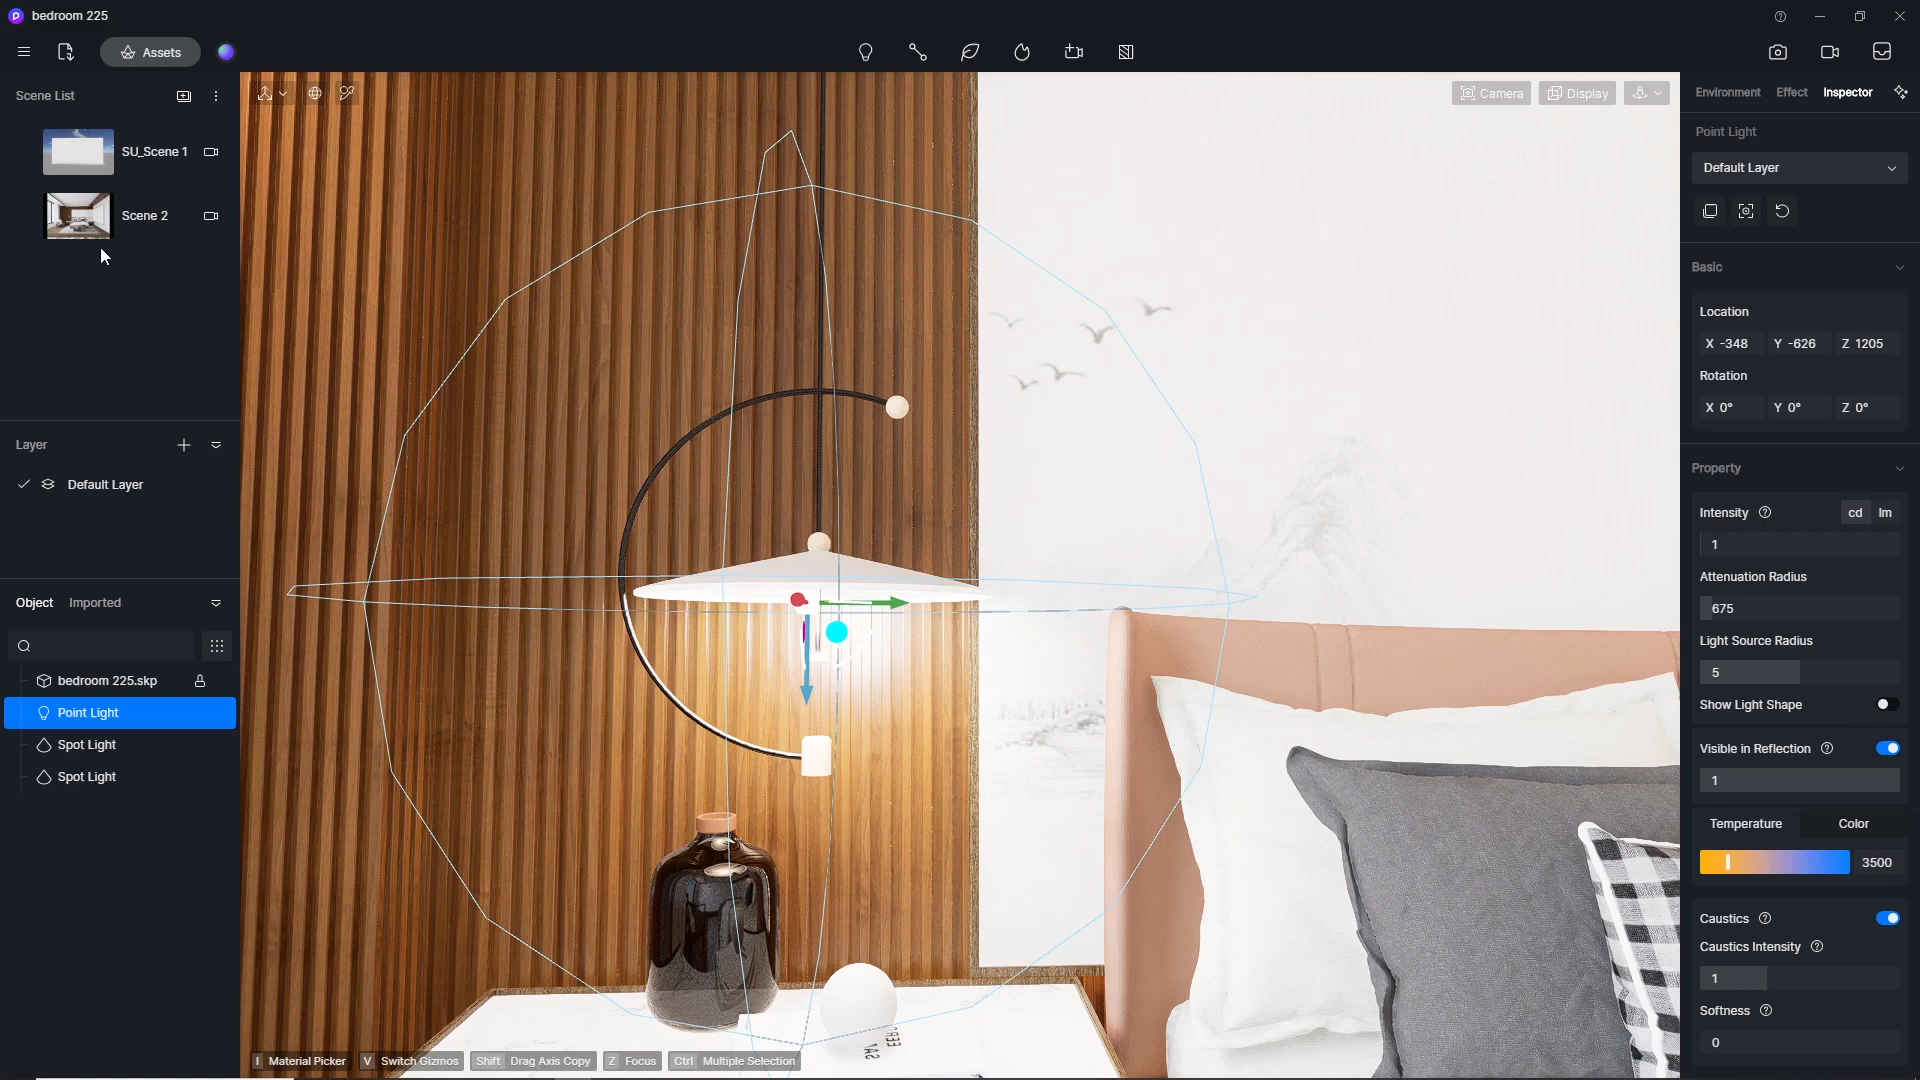 bedroom 225
Assets
Scene List
SU_Scene 1
Scene 2
Layer
Default Layer
Object Imported
bedroom 225.skp
Point Light
Spot Light
Spot Light
Camera Display
I Material Picker V Switch Gizmos Shift Drag Axis Copy Z Focus Ctrl Multiple Selection
Environment Effect Inspector
Point Light
Default Layer
Basic
Location
X -348 Y -626 Z 1205
Rotation
X 0° Y 0° Z 0°
Property
Intensity cd lm
1
Attenuation Radius
675
Light Source Radius
5
Show Light Shape
Visible in Reflection
1
Temperature Color
3500
Caustics
Caustics Intensity
1
Softness
0